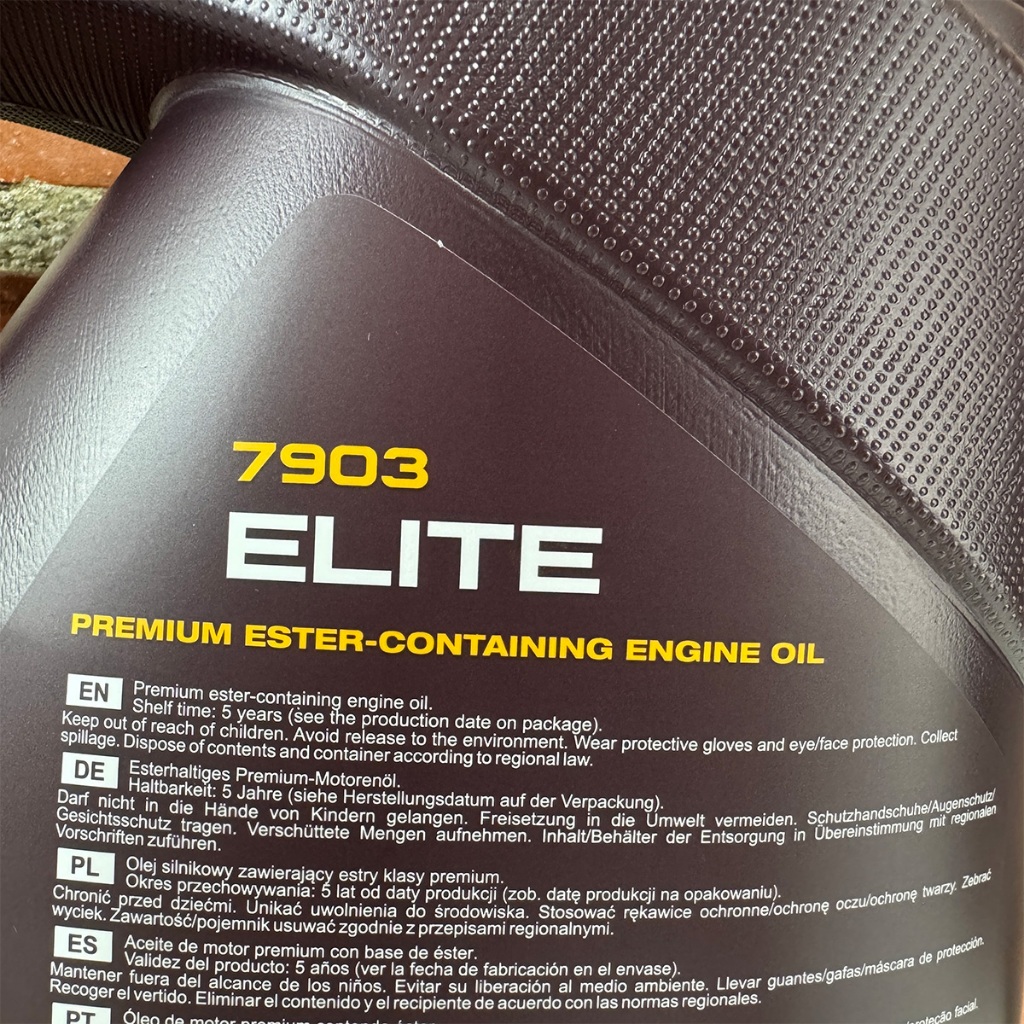 7903
ELITE
PREMIUM ESTER-CONTAINING ENGINE OIL
EN Premium ester-containing engine oil.
Shelf time: 5 years (see the production date on package).
Keep out of reach of children. Avoid release to the environment. Wear protective gloves and eye/face protection. Collect
spillage. Dispose of contents and container according to regional law.
DE Esterhaltiges Premium-Motorenöl.
Haltbarkeit: 5 Jahre (siehe Herstellungsdatum auf der Verpackung).
Darf nicht in die Hände von Kindern gelangen. Freisetzung in die Umwelt vermeiden. Schutzhandschuhe/Augenschutz/
Gesichtsschutz tragen. Verschüttete Mengen aufnehmen. Inhalt/Behälter der Entsorgung in Übereinstimmung mit regionalen
Vorschriften zuführen.
PL Olej silnikowy zawierający estry klasy premium.
Okres przechowywania: 5 lat od daty produkcji (zob. datę produkcji na opakowaniu).
Chronić przed dziećmi. Unikać uwolnienia do środowiska. Stosować rękawice ochronne/ochronę oczu/ochronę twarzy. Zebrać
wyciek. Zawartość/pojemnik usuwać zgodnie z przepisami regionalnymi.
ES Aceite de motor premium con base de éster.
Validez del producto: 5 años (ver la fecha de fabricación en el envase).
Mantener fuera del alcance de los niños. Evitar su liberación al medio ambiente. Llevar guantes/gafas/máscara de protección.
Recoger el vertido. Eliminar el contenido y el recipiente de acuerdo con las normas regionales.
PT Óleo de motor premium contendo
proteção facial.